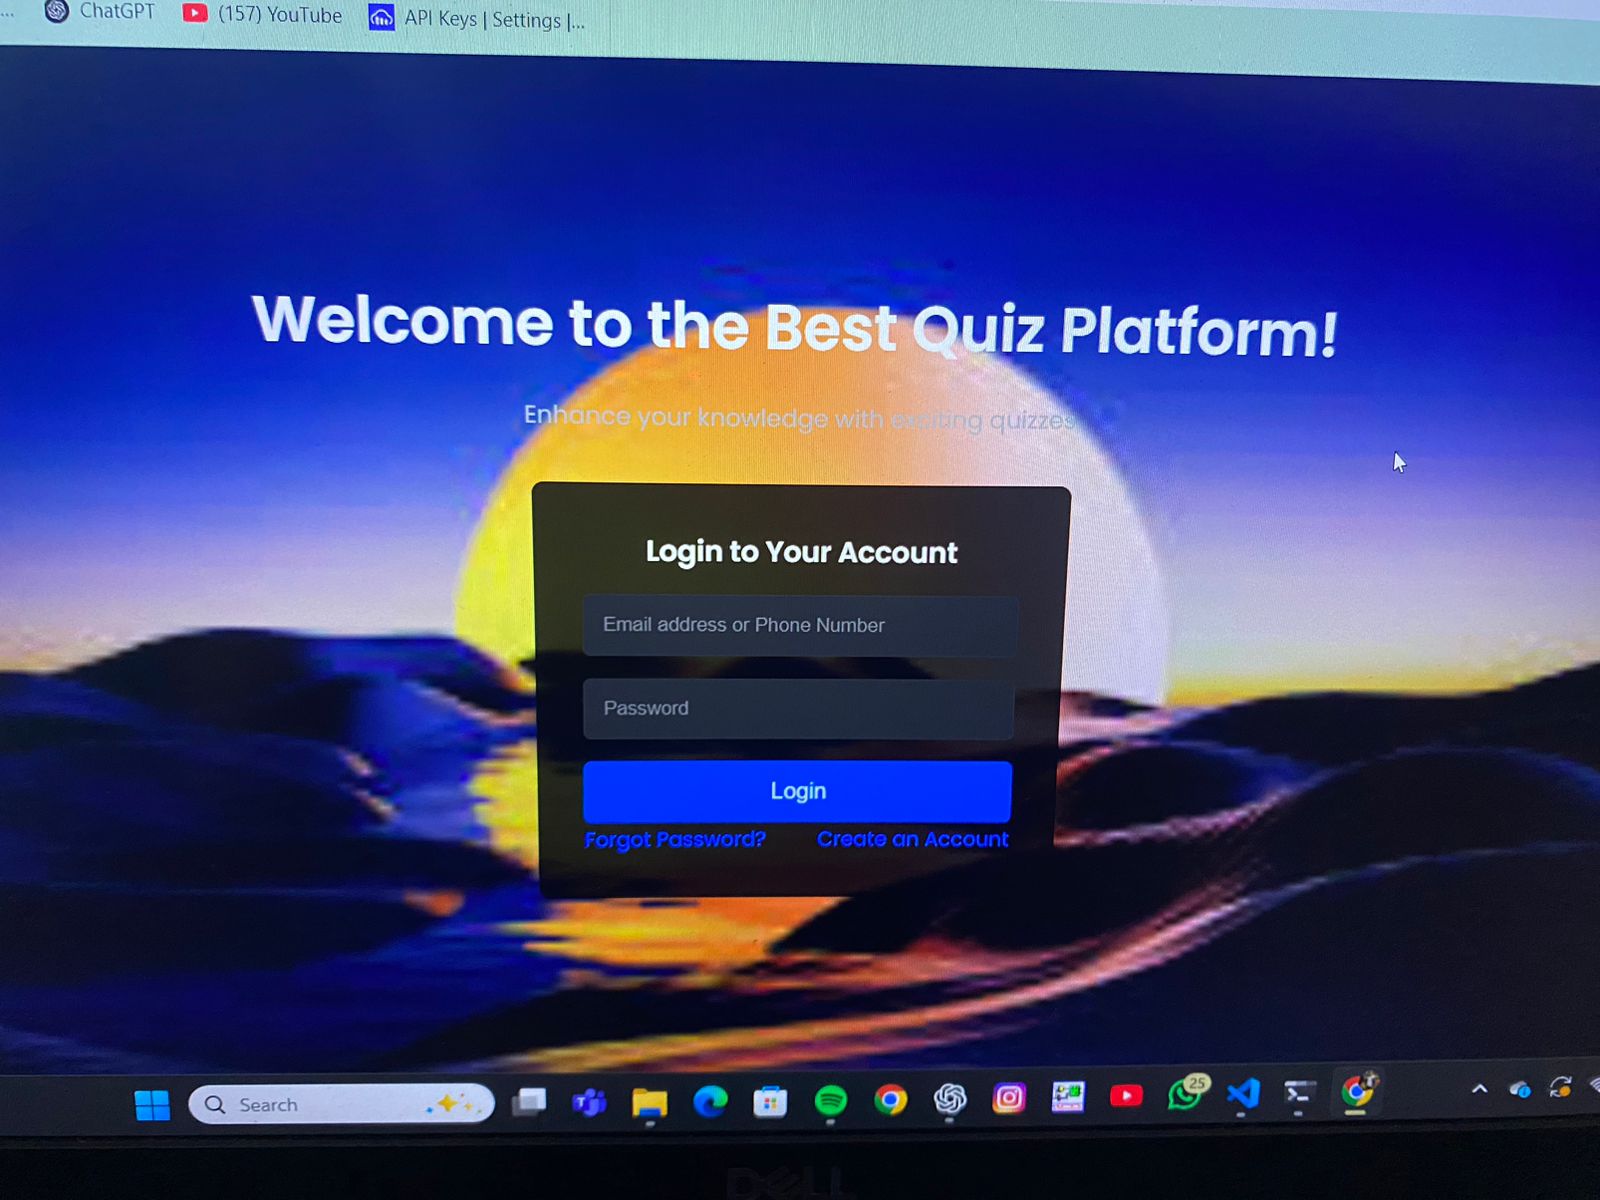 ... ChatGPT (157) YouTube API Keys | Settings |...
Welcome to the Best Quiz Platform!
Enhance your knowledge with exciting quizzes
Login to Your Account
Email address or Phone Number
Password
Login
Forgot Password? Create an Account
Search
25
DELL